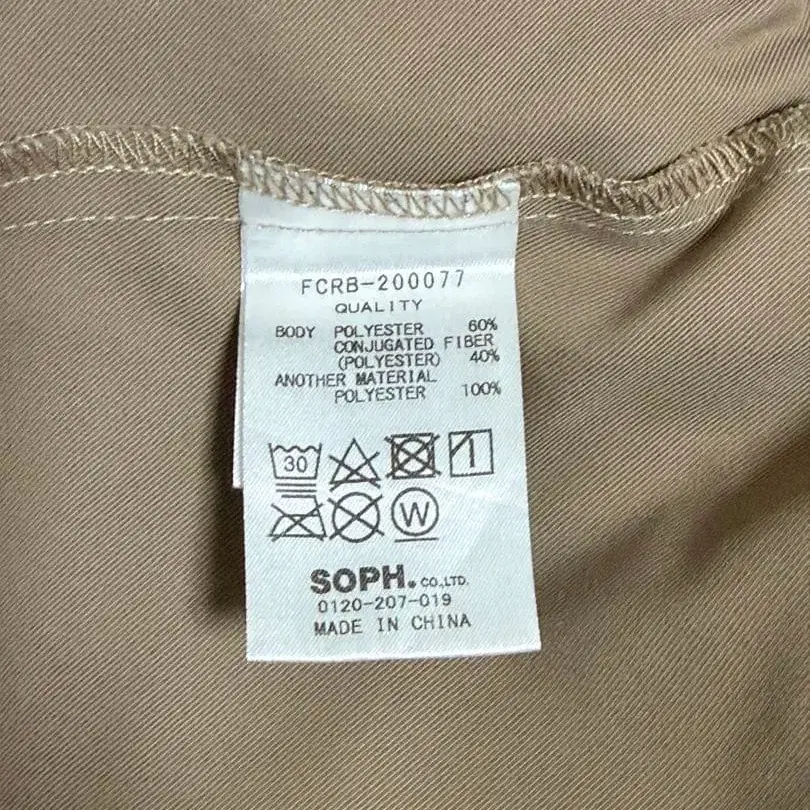 FCRB-200077
QUALITY
BODY POLYESTER 60%
CONJUGATED FIBER
(POLYESTER) 40%
ANOTHER MATERIAL
POLYESTER 100%
30
W
SOPH. CO.,LTD.
0120-207-019
MADE IN CHINA